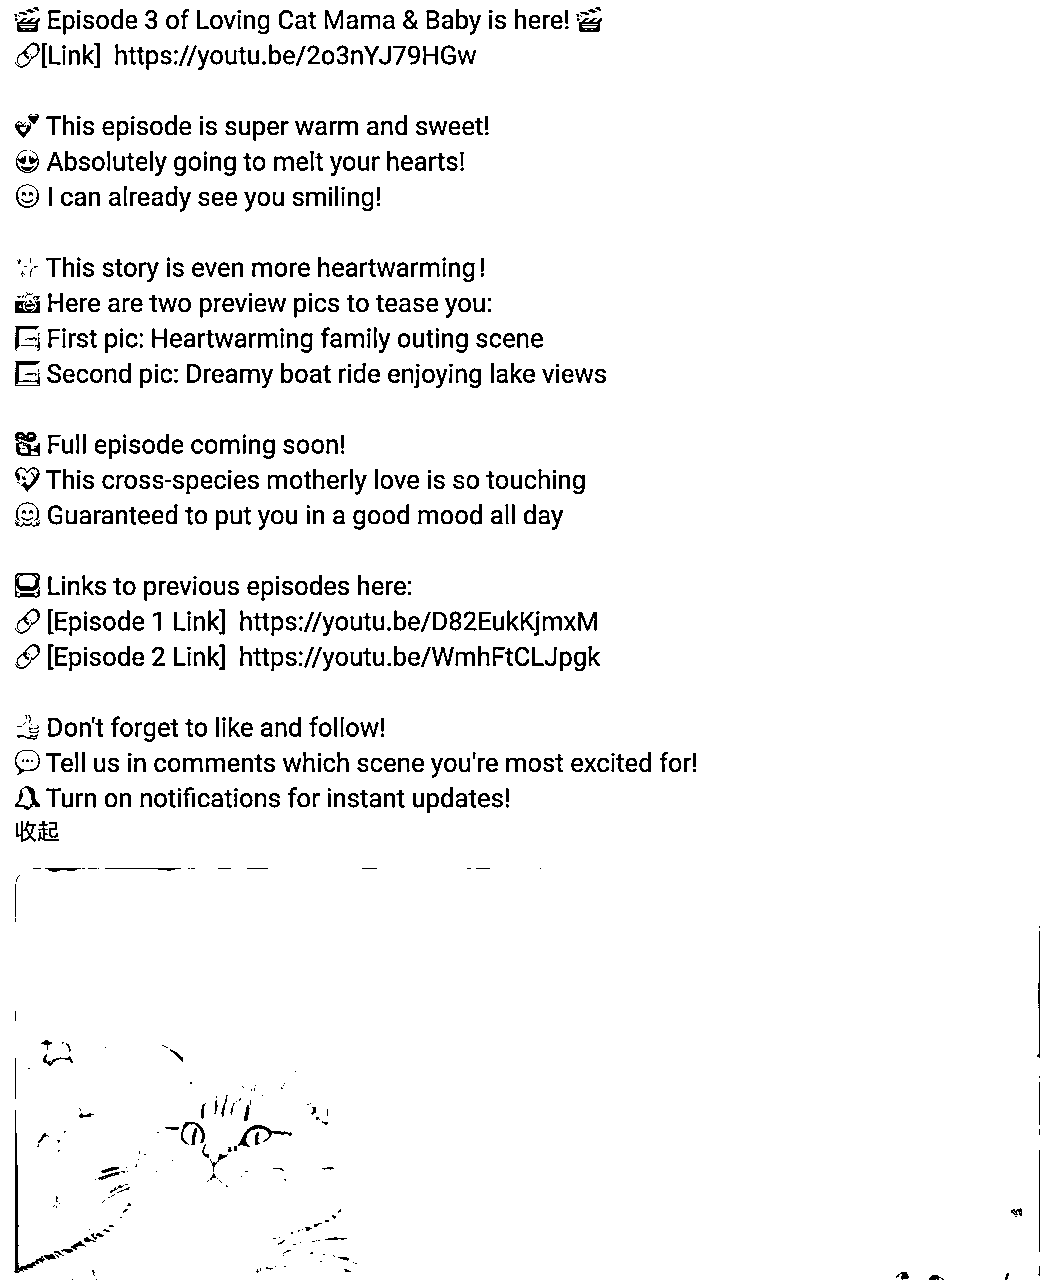 🎬 Episode 3 of Loving Cat Mama & Baby is here! 🎬
🔗[Link] https://youtu.be/2o3nYJ79HGw
💕 This episode is super warm and sweet!
😍 Absolutely going to melt your hearts!
😊 I can already see you smiling!
✨ This story is even more heartwarming!
📸 Here are two preview pics to tease you:
🖼 First pic: Heartwarming family outing scene
🖼 Second pic: Dreamy boat ride enjoying lake views
🎥 Full episode coming soon!
💖 This cross-species motherly love is so touching
🤗 Guaranteed to put you in a good mood all day
📺 Links to previous episodes here:
🔗 [Episode 1 Link] https://youtu.be/D82EukKjmxM
🔗 [Episode 2 Link] https://youtu.be/WmhFtCLJpgk
👍 Don't forget to like and follow!
💬 Tell us in comments which scene you're most excited for!
🔔 Turn on notifications for instant updates!
收起